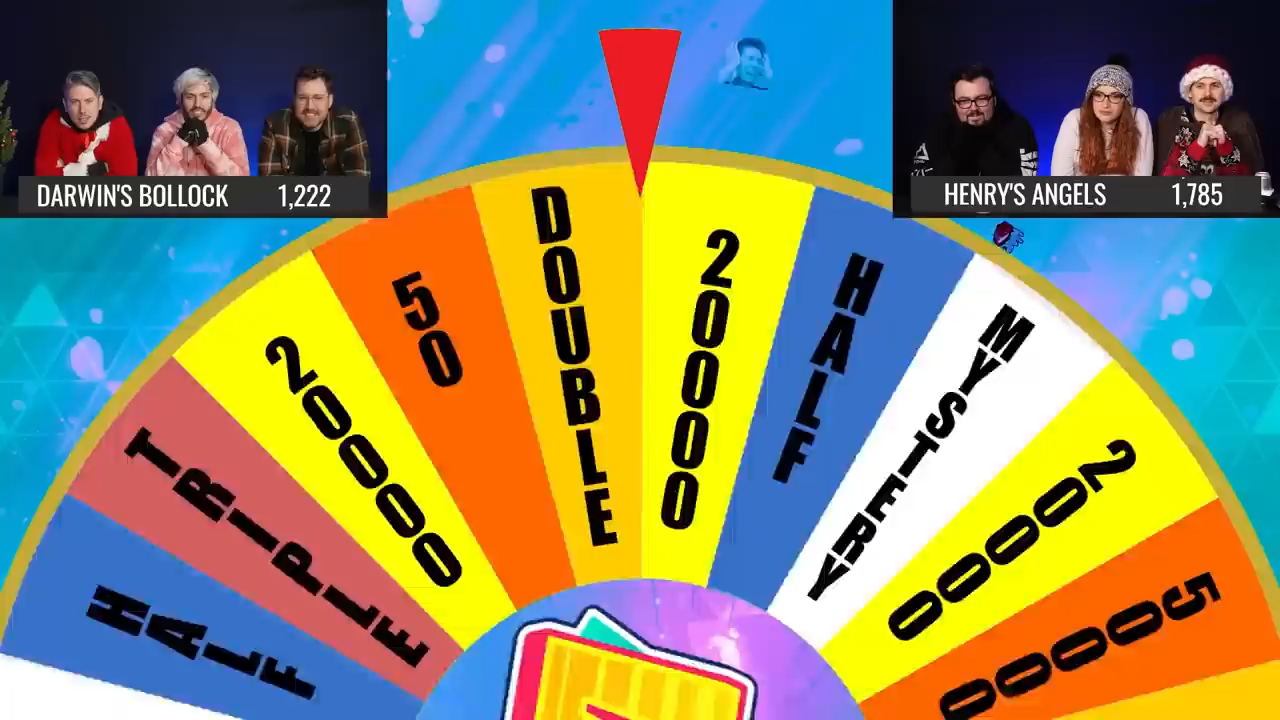 DARWIN'S BOLLOCK 1,222
HENRY'S ANGELS 1,785
HALF
TRIPLE
20000
50
DOUBLE
20000
HALF
MYSTERY
20000
50000